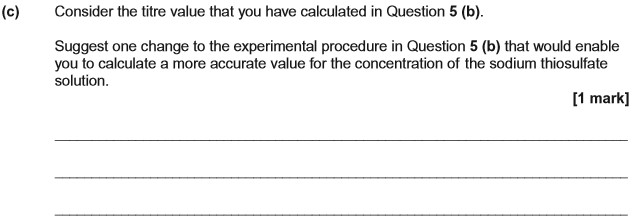 (c) Consider the titre value that you have calculated in Question 5 (b).
Suggest one change to the experimental procedure in Question 5 (b) that would enable
you to calculate a more accurate value for the concentration of the sodium thiosulfate
solution.
[1 mark]